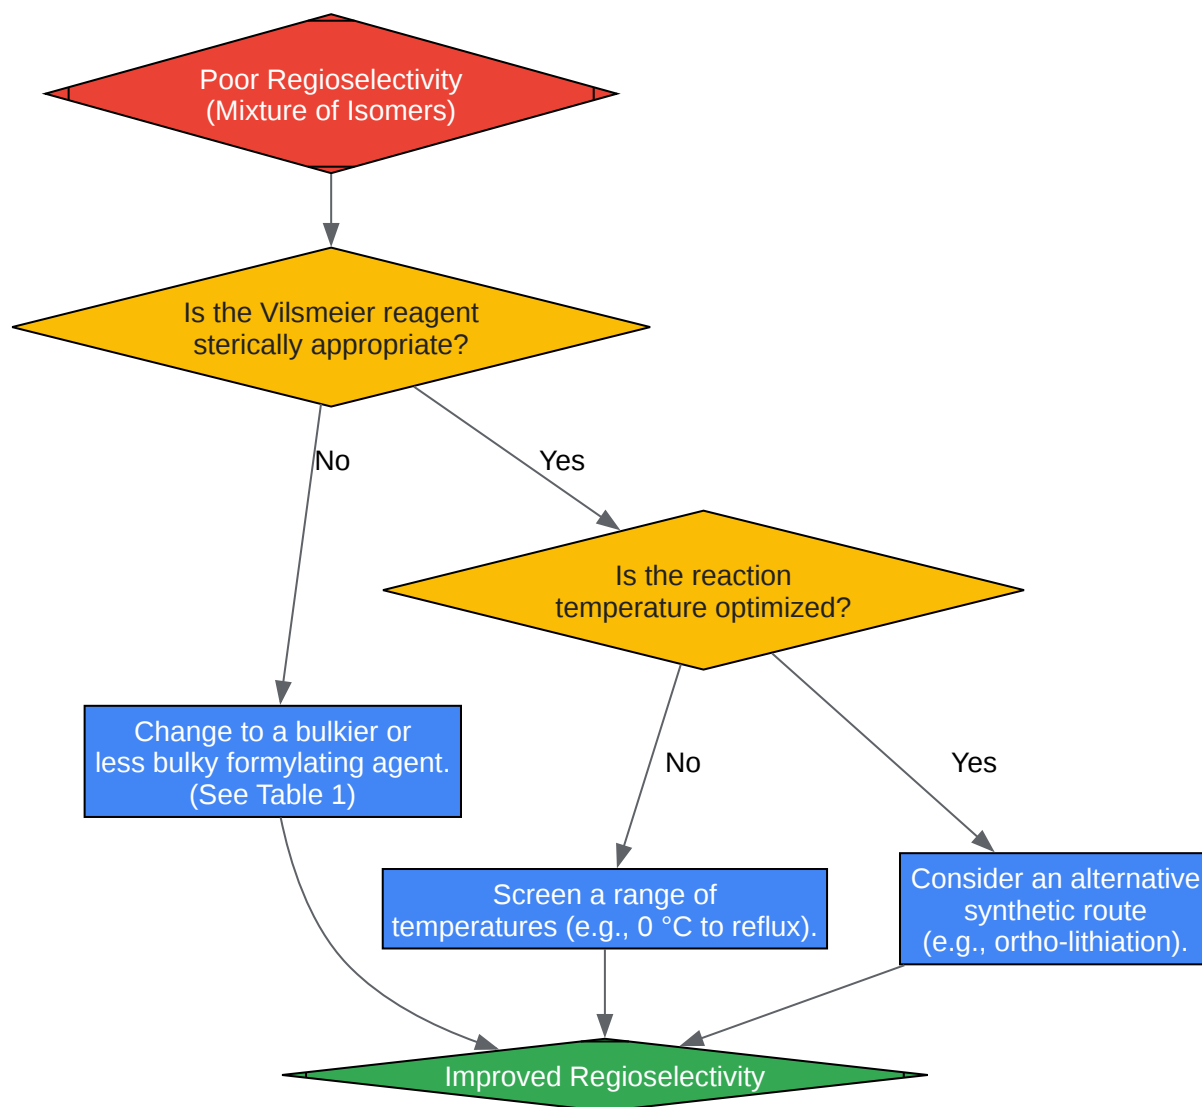 Poor Regioselectivity
(Mixture of Isomers)
Is the Vilsmeier reagent
sterically appropriate?
No
Yes
Is the reaction
temperature optimized?
Change to a bulkier or
less bulky formylating agent.
(See Table 1)
No
Yes
Screen a range of
temperatures (e.g., 0 °C to reflux).
Consider an alternative
synthetic route
(e.g., ortho-lithiation).
Improved Regioselectivity